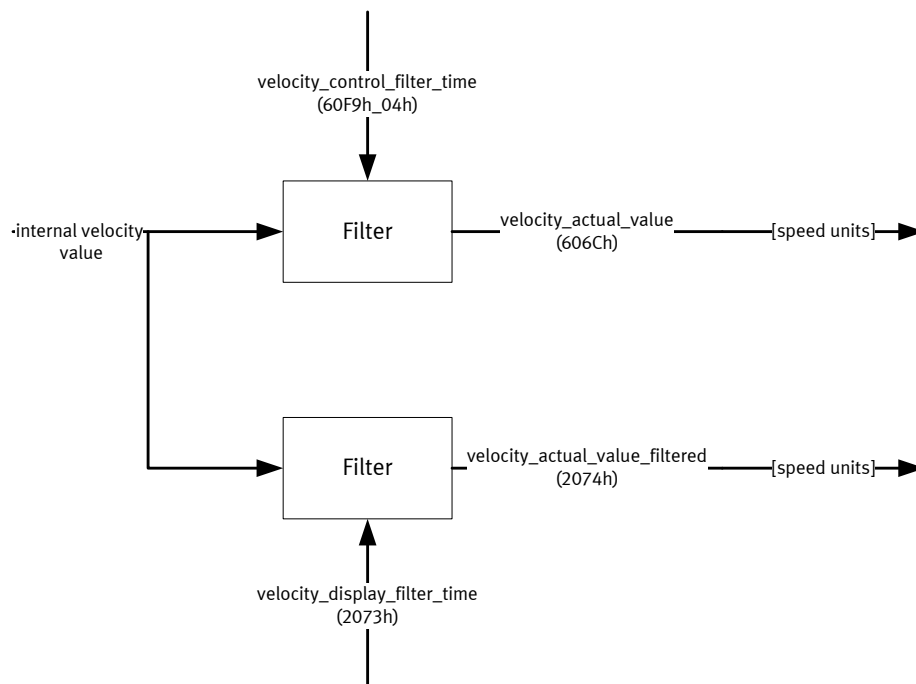 velocity_control_filter_time
(60F9h_04h)
internal velocity
value
Filter
velocity_actual_value
(606Ch)
[speed units]
Filter
velocity_actual_value_filtered
(2074h)
[speed units]
velocity_display_filter_time
(2073h)